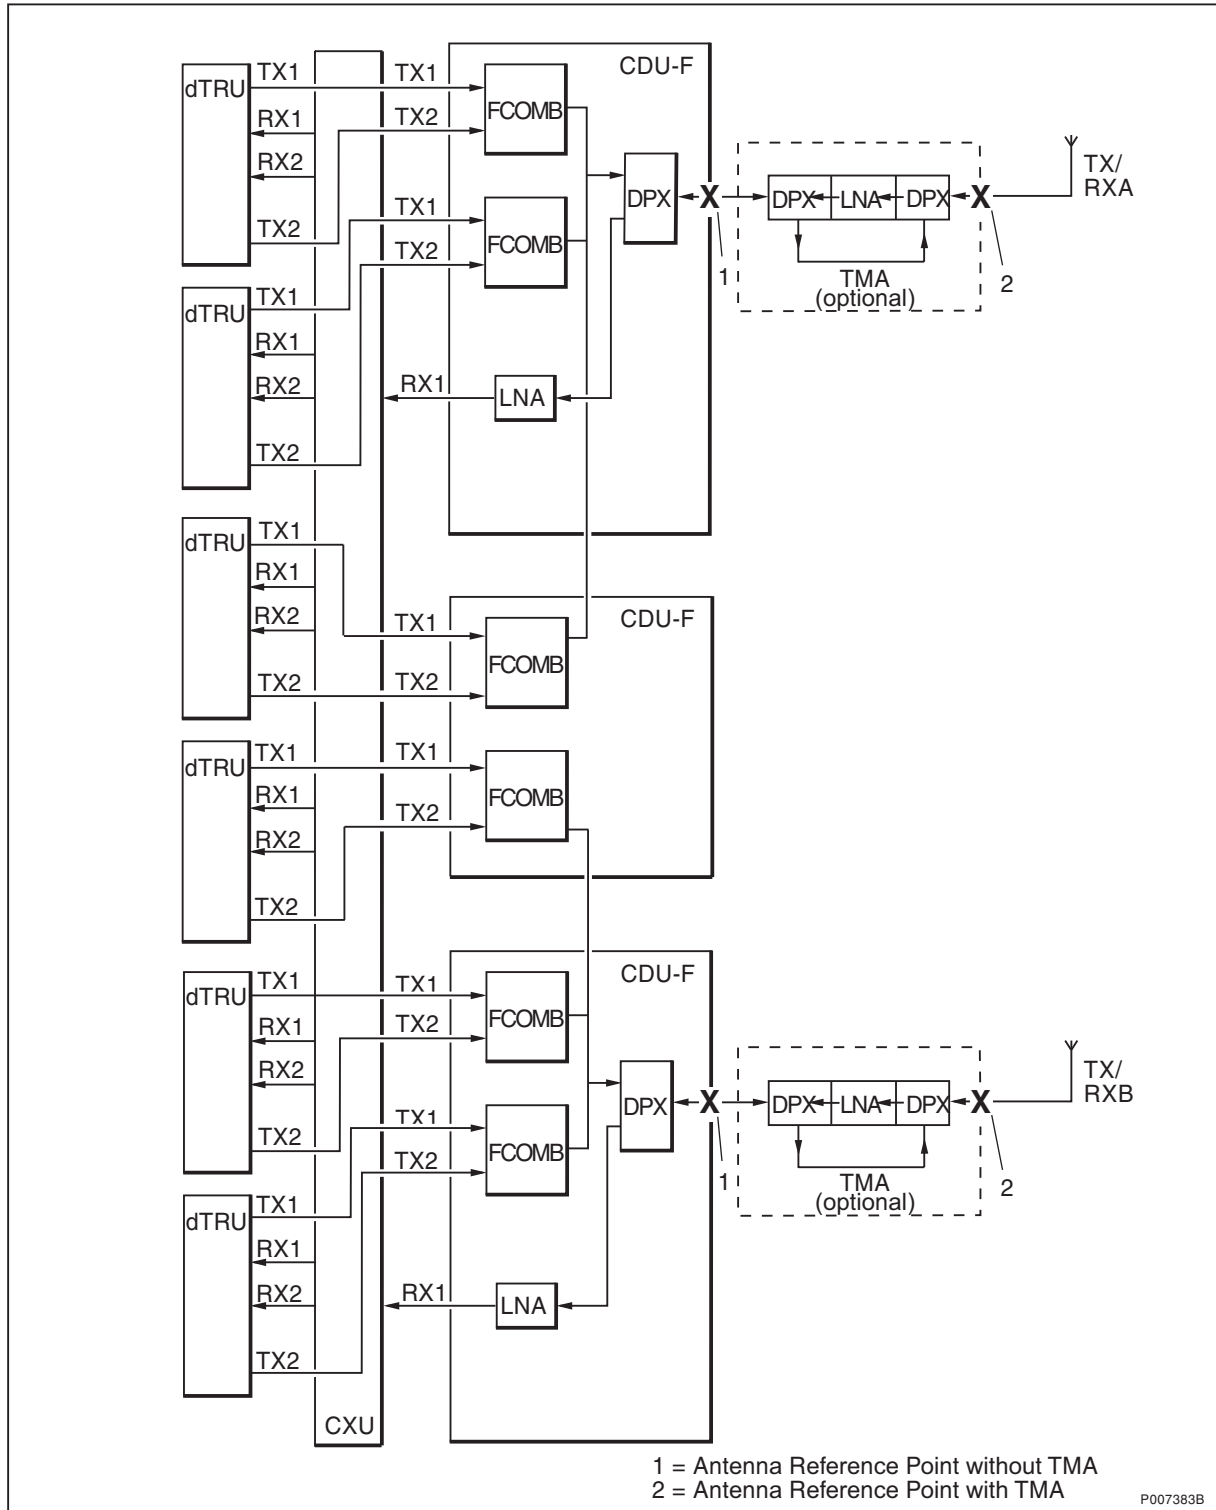 TX1
TX1
CDU-F
dTRU
FCOMB
RX1
TX2
RX2
TX/
RXA
DPX
X
DPX
LNA
DPX
X
TX1
TX2
FCOMB
TX2
1
TMA
(optional)
2
TX1
dTRU
RX1
RX2
RX1
LNA
TX2
TX1
dTRU
RX1
RX2
TX1
CDU-F
FCOMB
TX2
TX2
TX1
TX1
dTRU
RX1
FCOMB
TX2
RX2
TX2
TX1
TX1
CDU-F
dTRU
FCOMB
RX1
TX2
RX2
TX/
RXB
DPX
X
DPX
LNA
DPX
X
TX1
TX2
FCOMB
TX2
1
TMA
(optional)
2
TX1
dTRU
RX1
RX2
RX1
LNA
TX2
CXU
1 = Antenna Reference Point without TMA
2 = Antenna Reference Point with TMA
P007383B